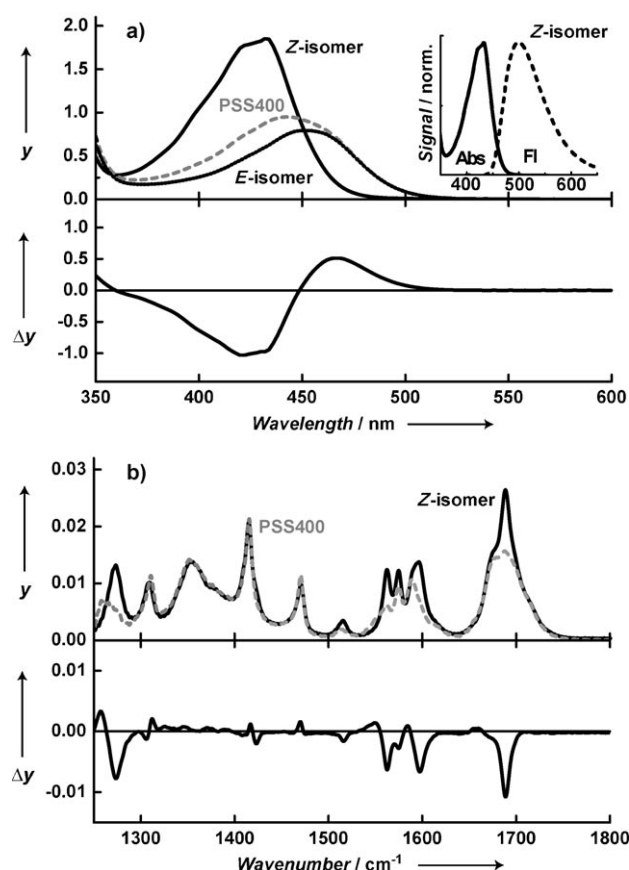 a)
2.0
1.5
1.0
0.5
0.0
y
Z-isomer
PSS400
E-isomer
Signal / norm.
Z-isomer
Abs
Fl
400 500 600
0.5
0.0
-0.5
-1.0
Δy
350 400 450 500 550 600
Wavelength / nm
b)
0.03
0.02
0.01
0.00
y
PSS400
Z-isomer
0.01
0.00
-0.01
Δy
1300 1400 1500 1600 1700 1800
Wavenumber / cm⁻¹